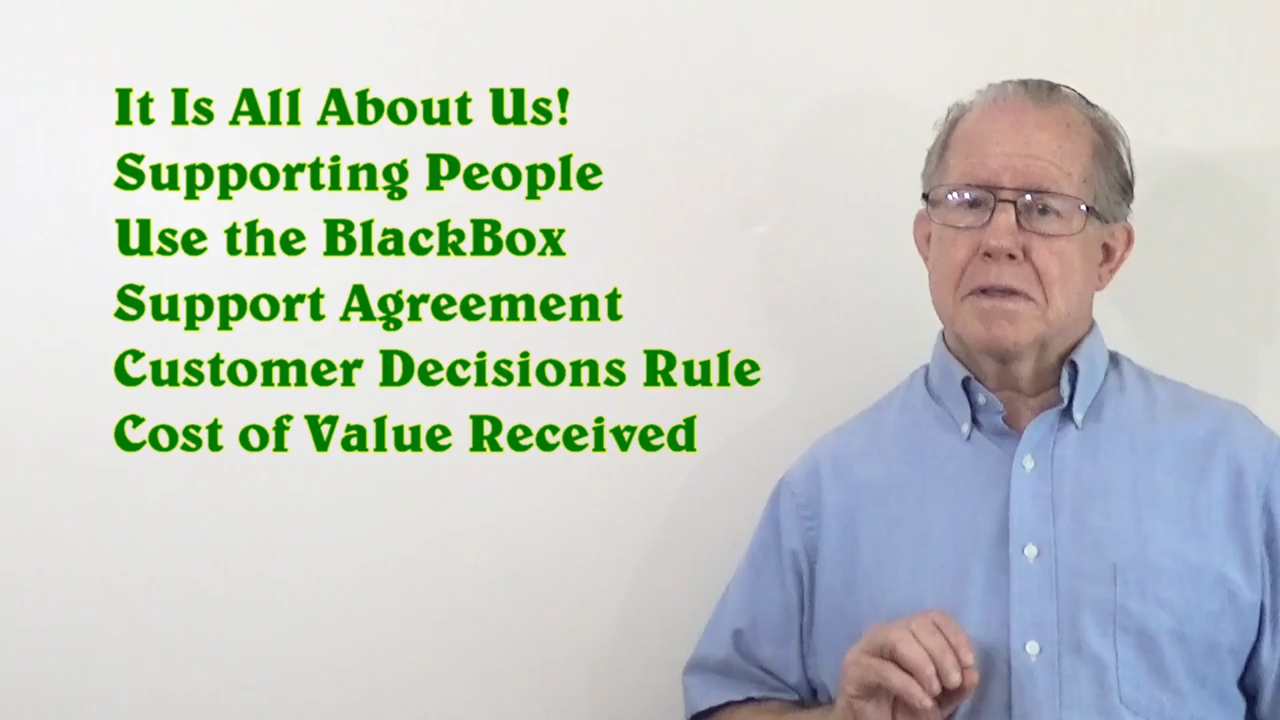 It Is All About Us!
Supporting People
Use the BlackBox
Support Agreement
Customer Decisions Rule
Cost of Value Received